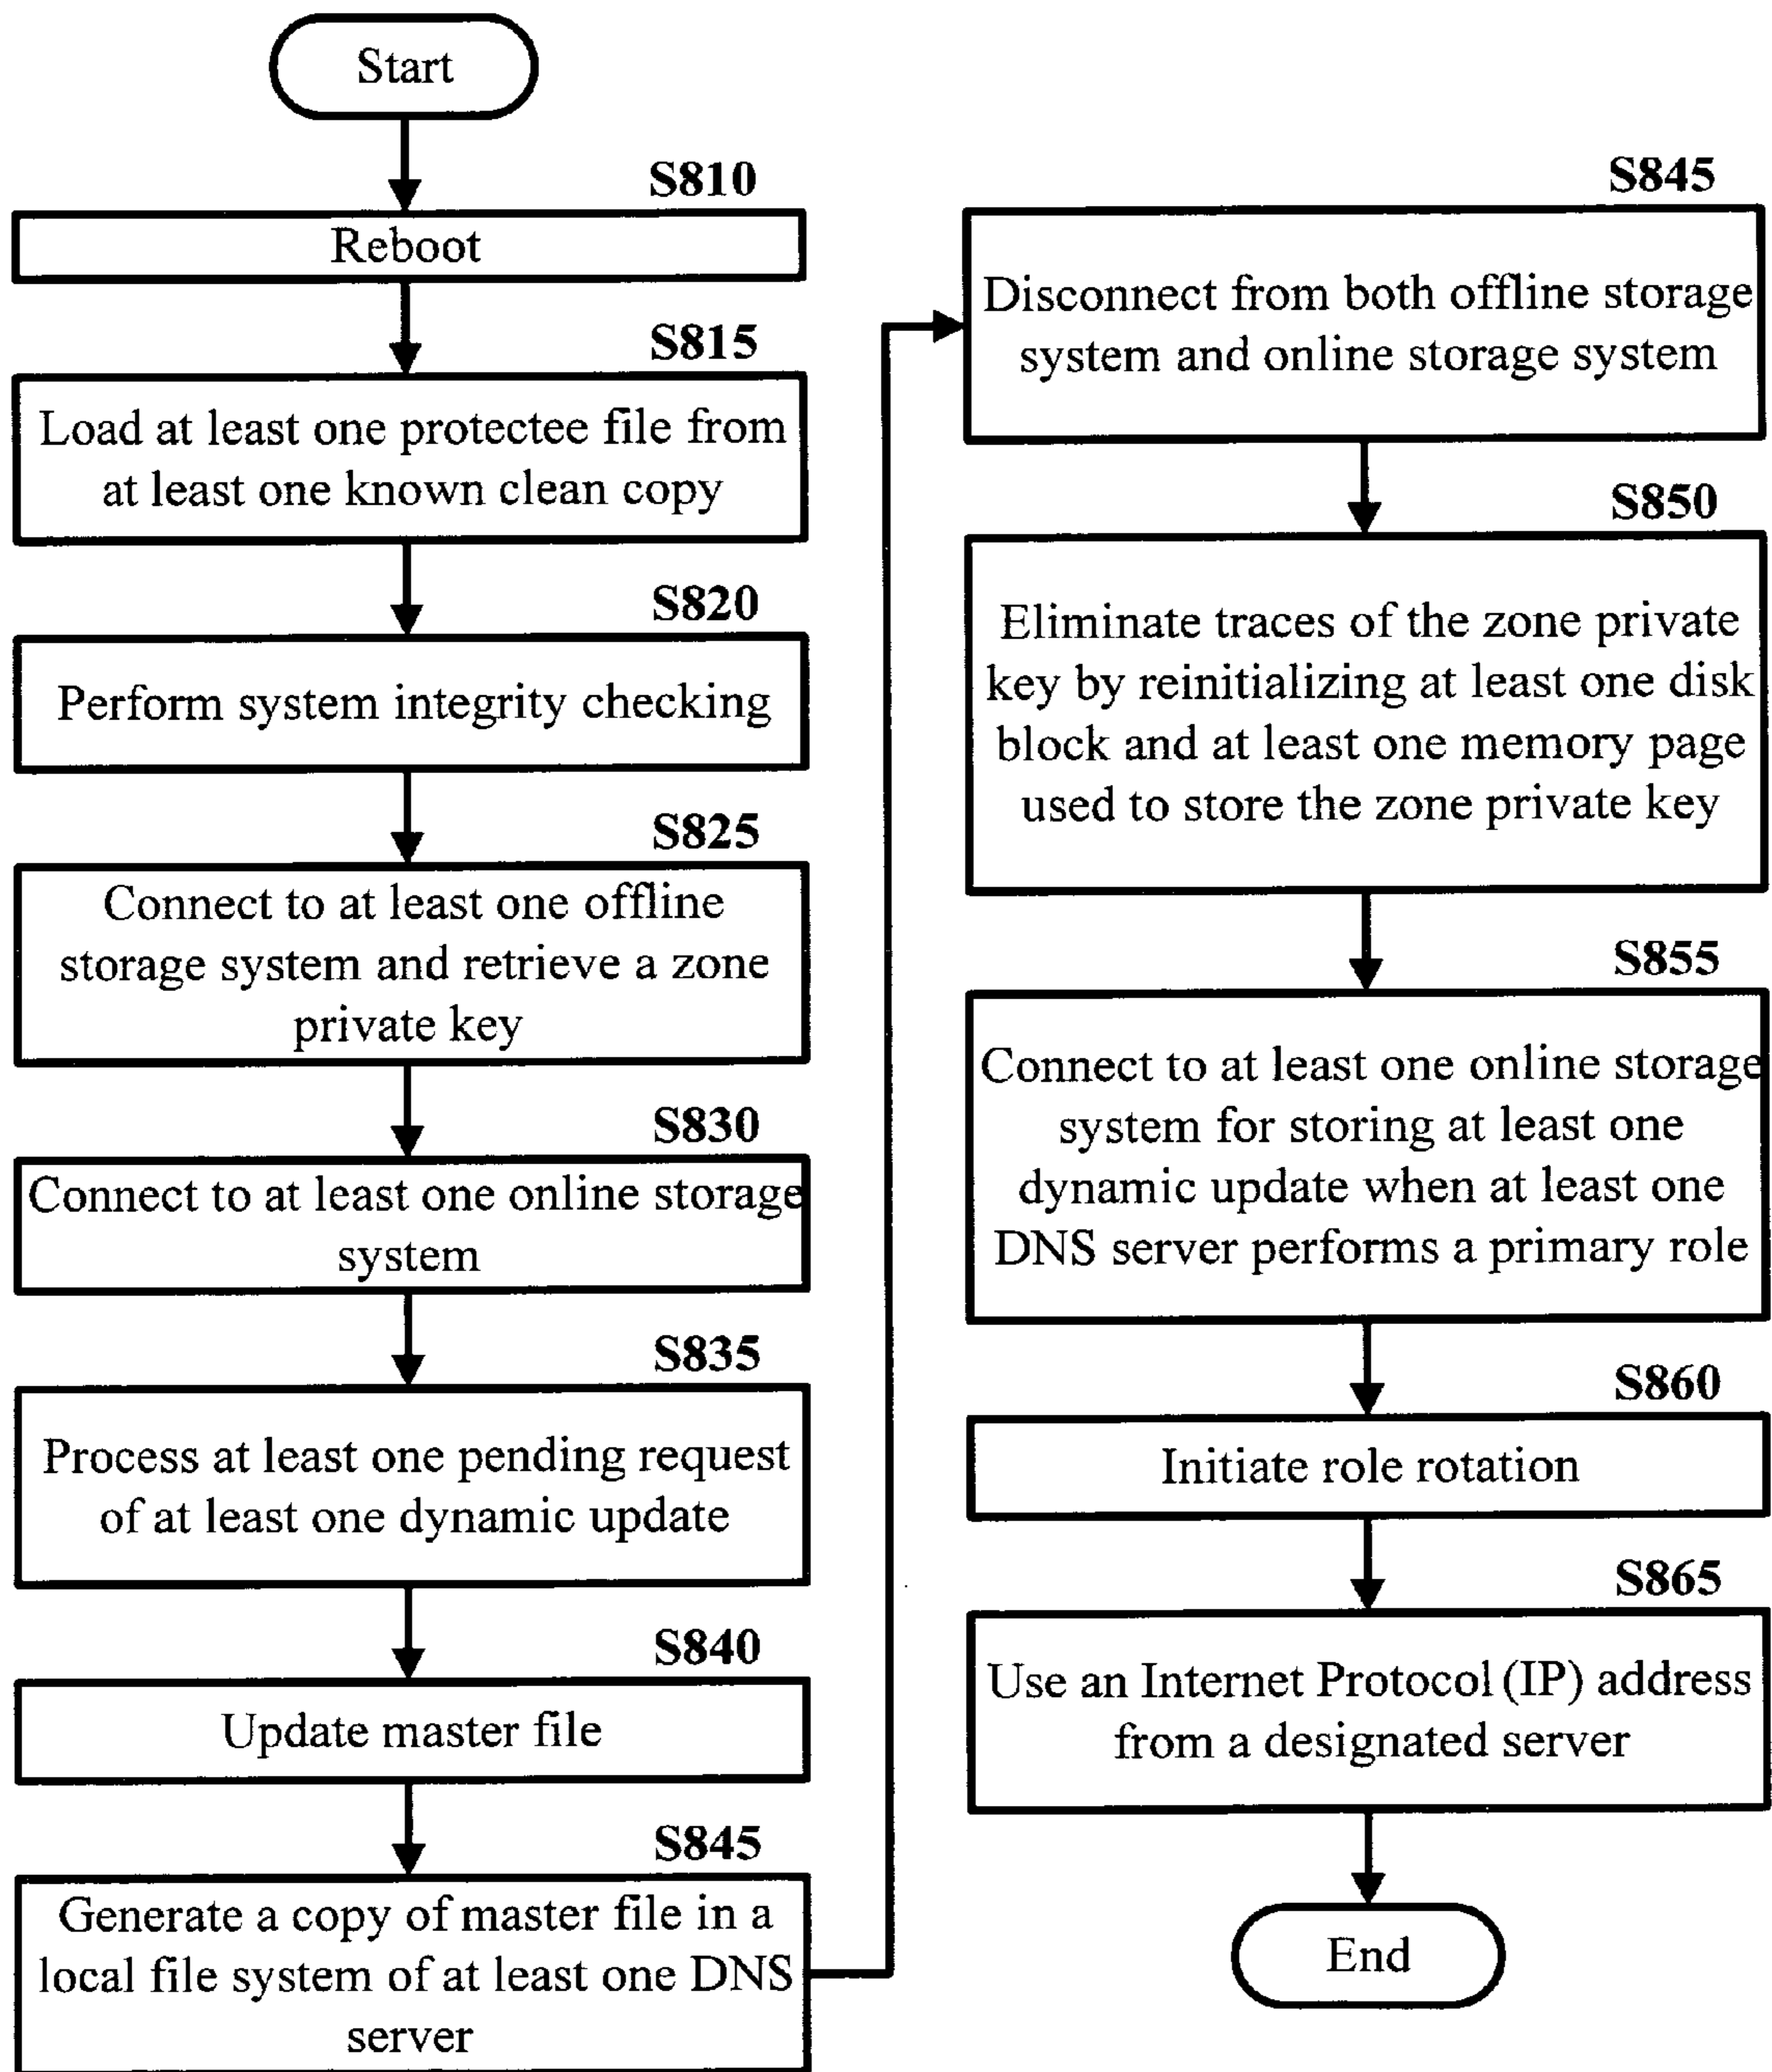 Start
S810
Reboot
S815
Load at least one protectee file from
at least one known clean copy
S820
Perform system integrity checking
S825
Connect to at least one offline
storage system and retrieve a zone
private key
S830
Connect to at least one online storage
system
S835
Process at least one pending request
of at least one dynamic update
S840
Update master file
S845
Generate a copy of master file in a
local file system of at least one DNS
server
S845
Disconnect from both offline storage
system and online storage system
S850
Eliminate traces of the zone private
key by reinitializing at least one disk
block and at least one memory page
used to store the zone private key
S855
Connect to at least one online storage
system for storing at least one
dynamic update when at least one
DNS server performs a primary role
S860
Initiate role rotation
S865
Use an Internet Protocol (IP) address
from a designated server
End